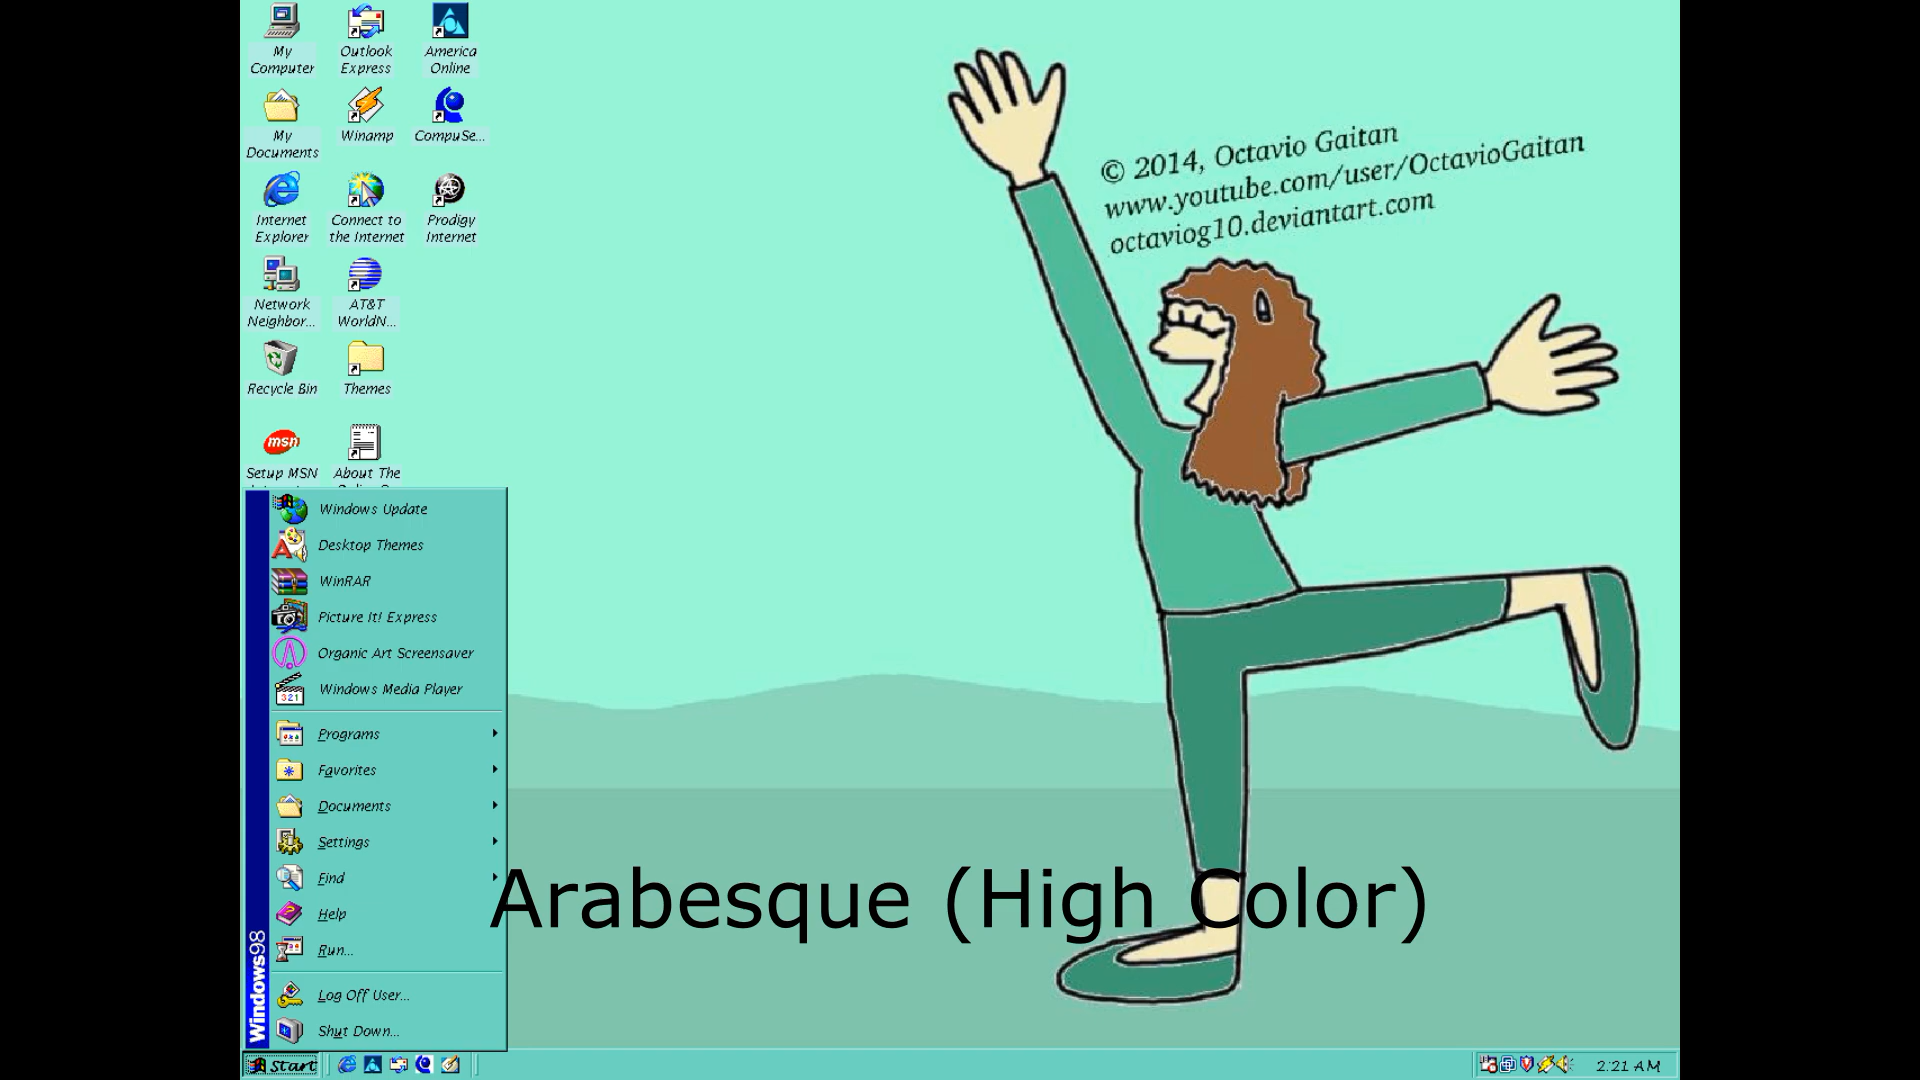 My
Computer
Outlook
Express
America
Online
My
Documents
Winamp
CompuSe...
Internet
Explorer
Connect to
the Internet
Prodigy
Internet
Network
Neighbor...
AT&T
WorldN...
Recycle Bin
Themes
msn
Setup MSN
About The
© 2014, Octavio Gaitan
www.youtube.com/user/OctavioGaitan
octaviog10.deviantart.com
Windows Update
Desktop Themes
WinRAR
Picture It! Express
Organic Art Screensaver
321
Windows Media Player
Programs
Favorites
Documents
Settings
Find
Help
Run...
Log Off User...
Shut Down...
Windows98
Arabesque (High Color)
Start
2:21 AM